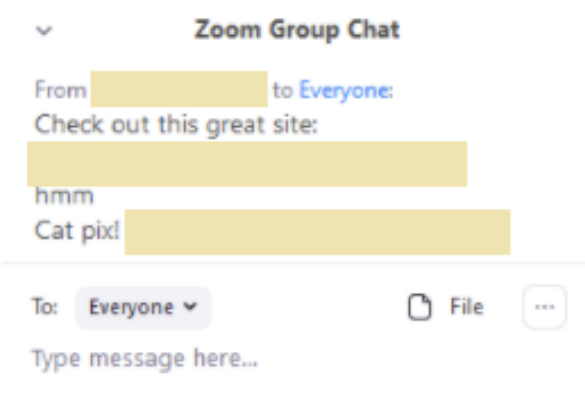 Zoom Group Chat
From to Everyone:
Check out this great site:
hmm
Cat pix!
To: Everyone File ...
Type message here...